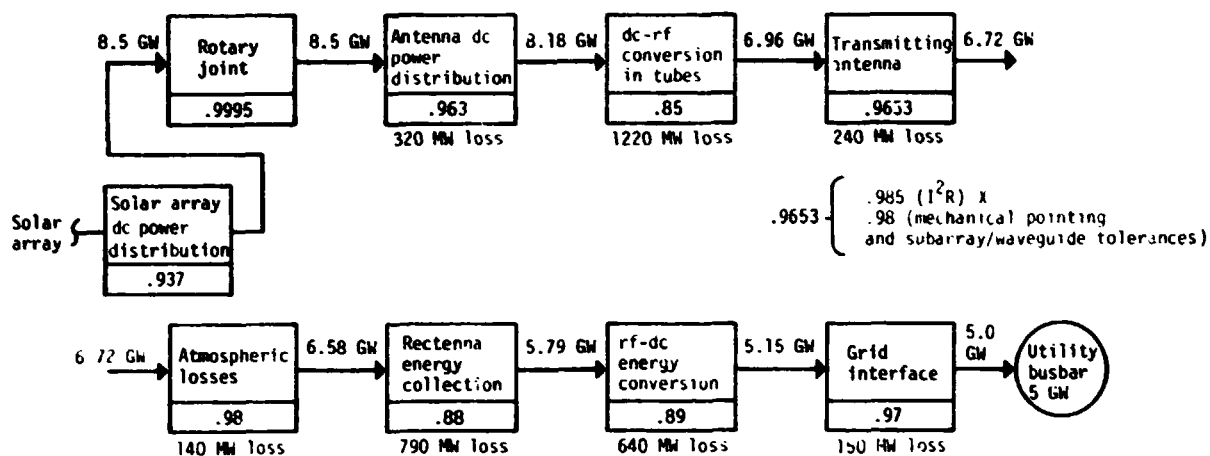 8.5 GW
Rotary
joint
.9995
8.5 GW
Antenna dc
power
distribution
.963
320 MW loss
8.18 GW
dc-rf
conversion
in tubes
.85
1220 MW loss
6.96 GW
Transmitting
antenna
.9653
240 MW loss
6.72 GW
Solar
array
Solar array
dc power
distribution
.937
.9653
.985 (I²R) X
.98 (mechanical pointing
and subarray/waveguide tolerances)
6 72 GW
Atmospheric
losses
.98
140 MW loss
6.58 GW
Rectenna
energy
collection
.88
790 MW loss
5.79 GW
rf-dc
energy
conversion
.89
640 MW loss
5.15 GW
Grid
interface
.97
150 MW loss
5.0
GW
Utility
busbar
5 GW